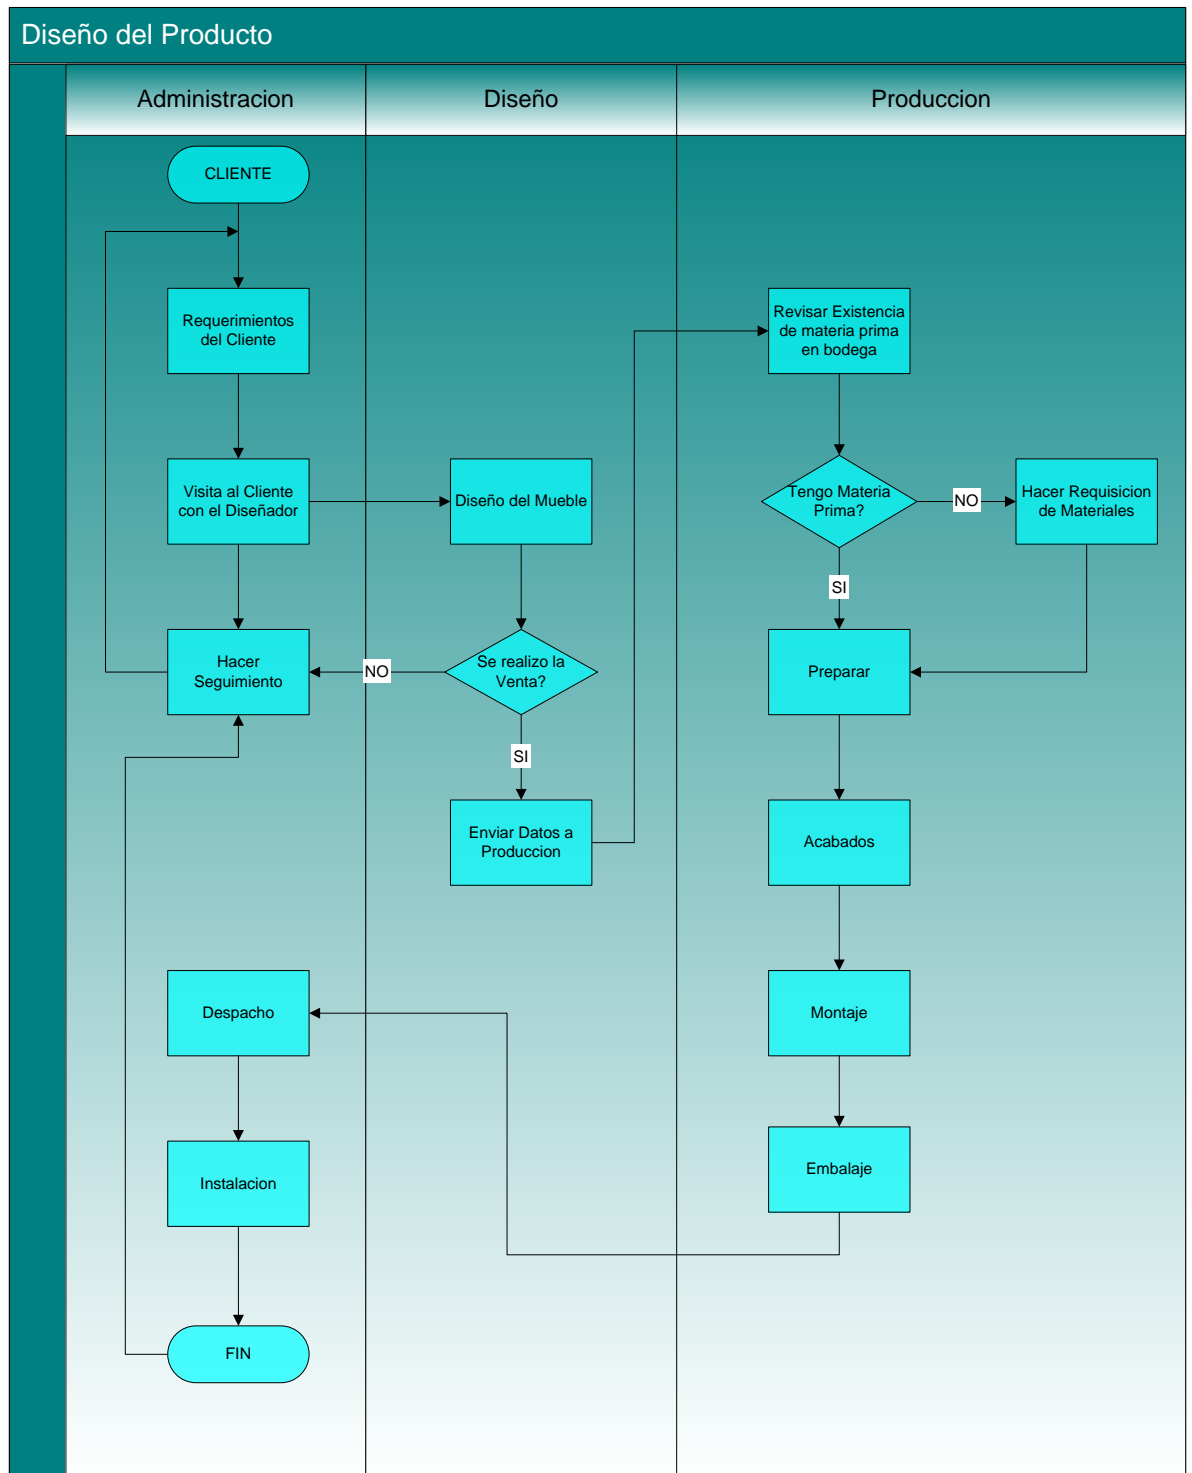 Diseño del Producto
Administracion
Diseño
Produccion
CLIENTE
Requerimientos
del Cliente
Revisar Existencia
de materia prima
en bodega
Visita al Cliente
con el Diseñador
Diseño del Mueble
Tengo Materia
Prima?
NO
Hacer Requisicion
de Materiales
SI
Hacer
Seguimiento
NO
Se realizo la
Venta?
Preparar
SI
Enviar Datos a
Produccion
Acabados
Despacho
Montaje
Instalacion
Embalaje
FIN